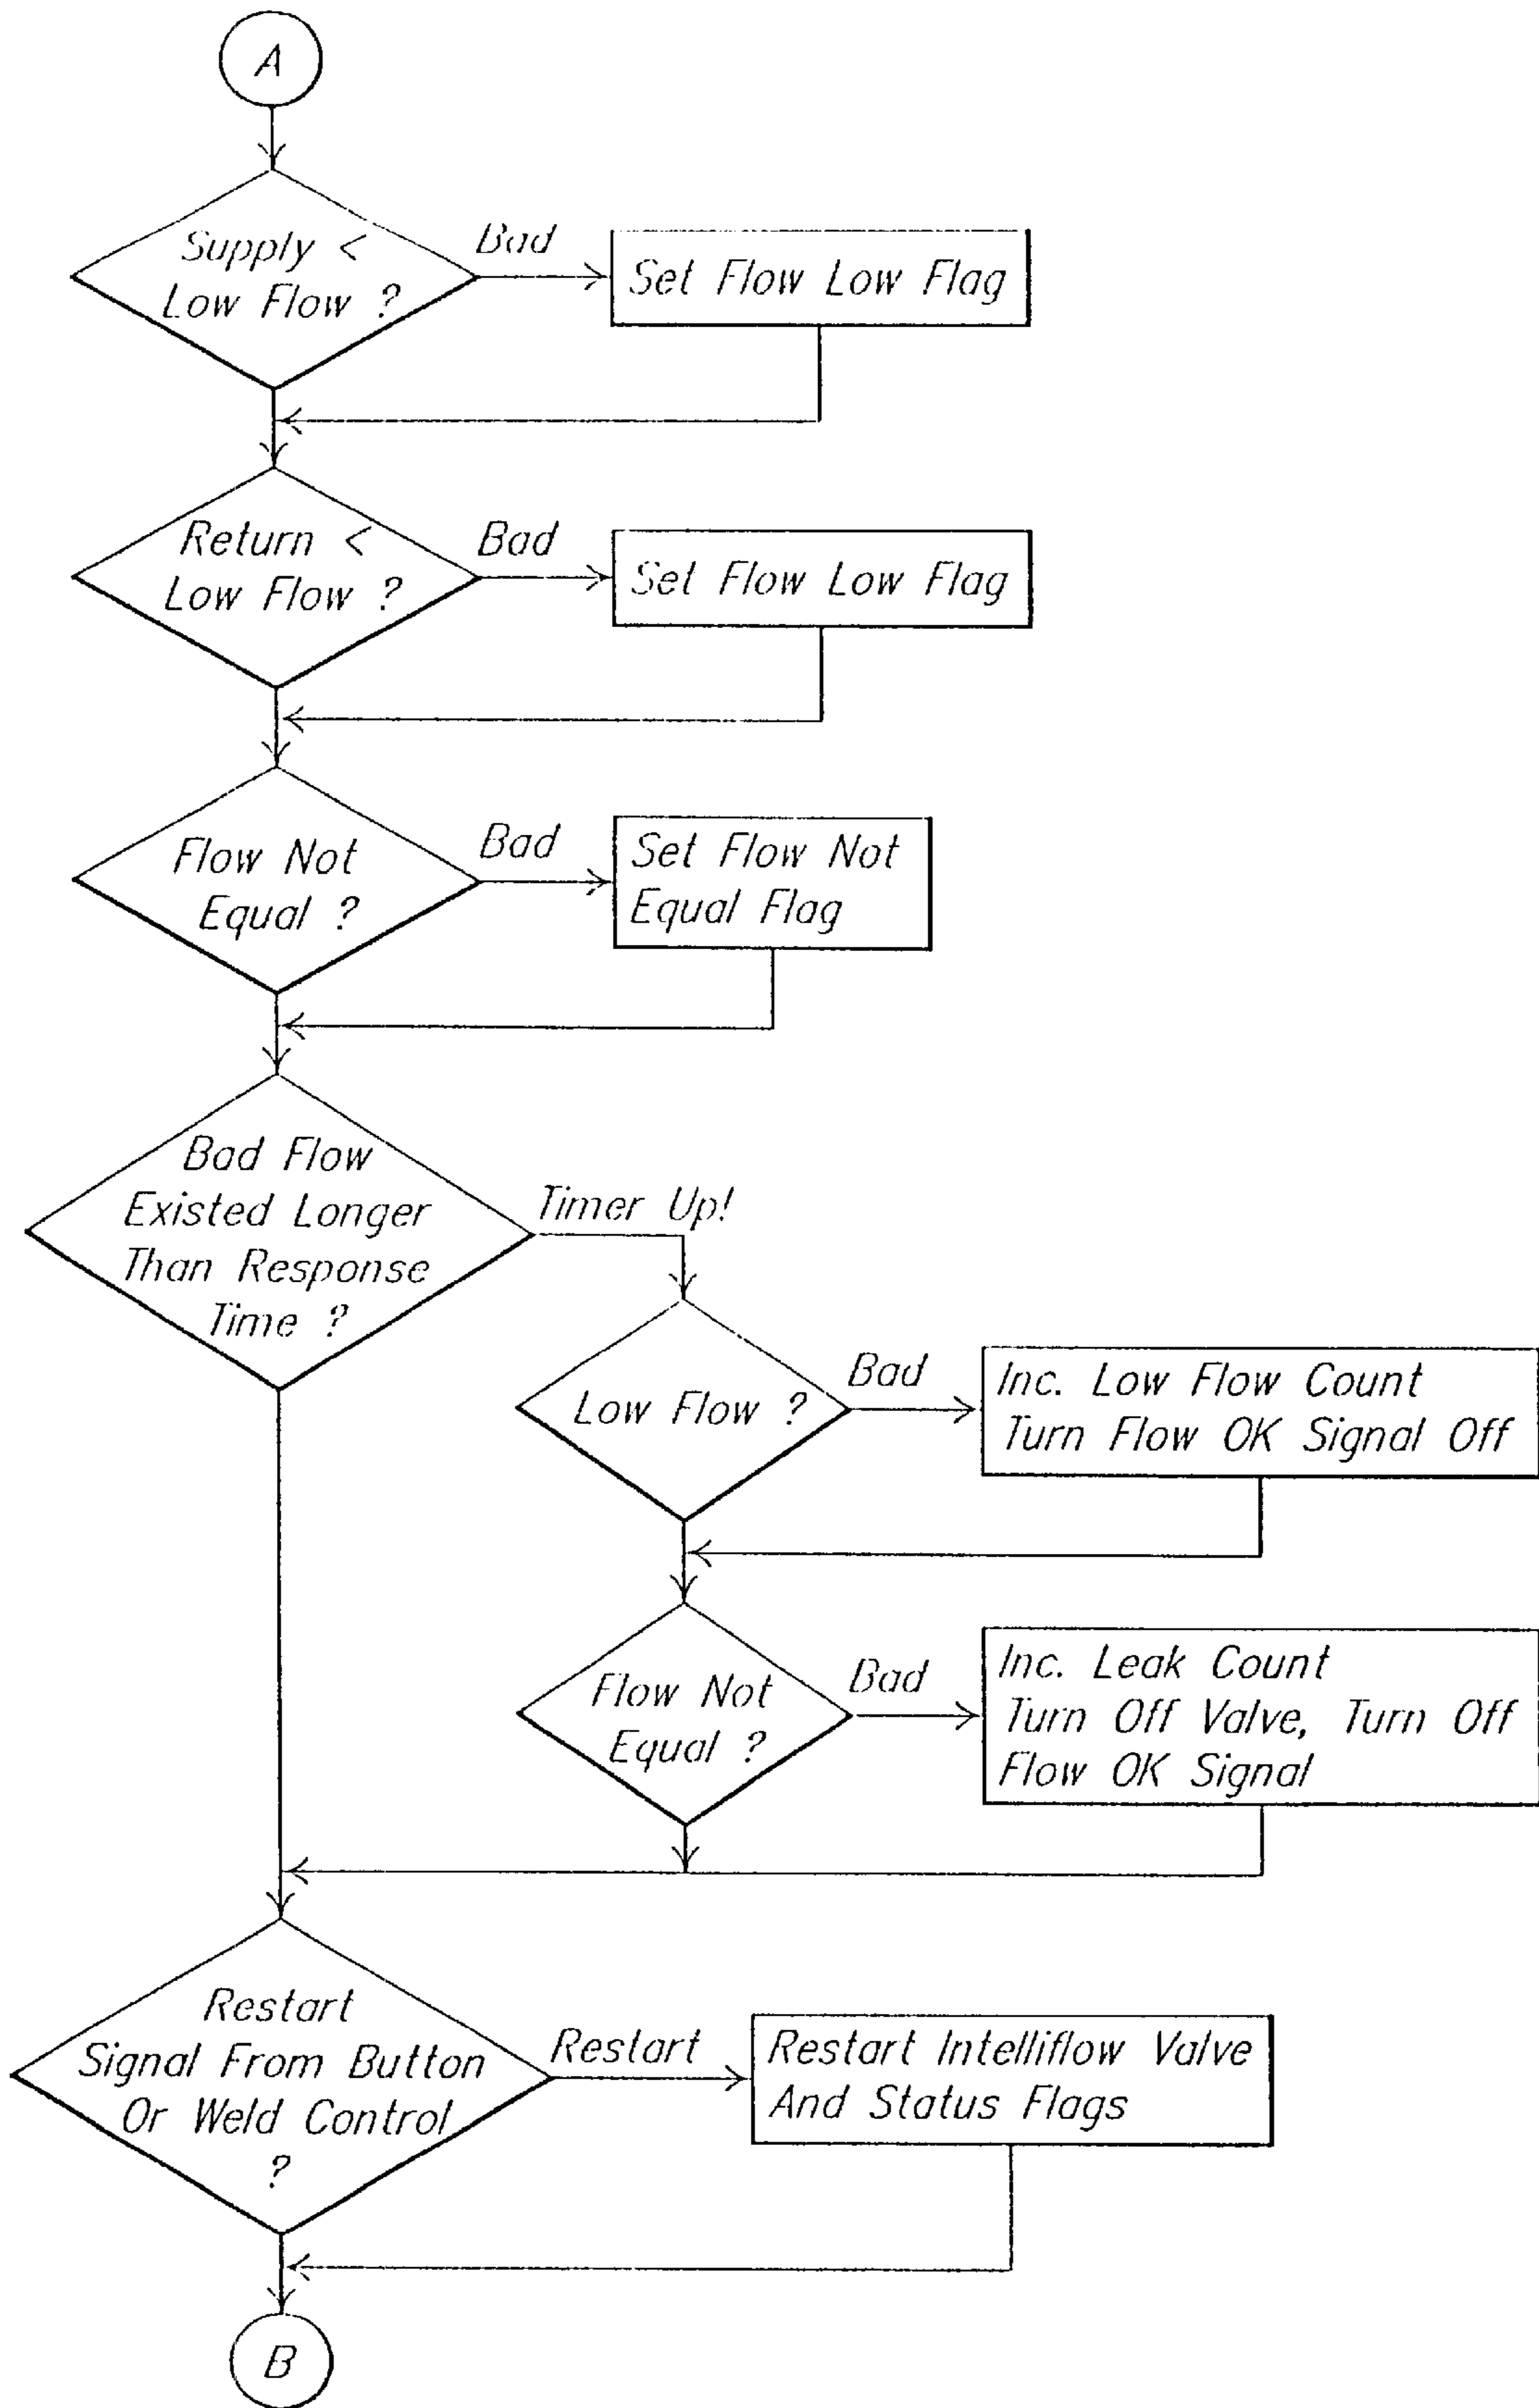 A
Supply <
Low Flow ?
Bad
Set Flow Low Flag
Return <
Low Flow ?
Bad
Set Flow Low Flag
Flow Not
Equal ?
Bad
Set Flow Not
Equal Flag
Bad Flow
Existed Longer
Than Response
Time ?
Timer Up!
Low Flow ?
Bad
Inc. Low Flow Count
Turn Flow OK Signal Off
Flow Not
Equal ?
Bad
Inc. Leak Count
Turn Off Valve, Turn Off
Flow OK Signal
Restart
Signal From Button
Or Weld Control
?
Restart
Restart Intelliflow Valve
And Status Flags
B